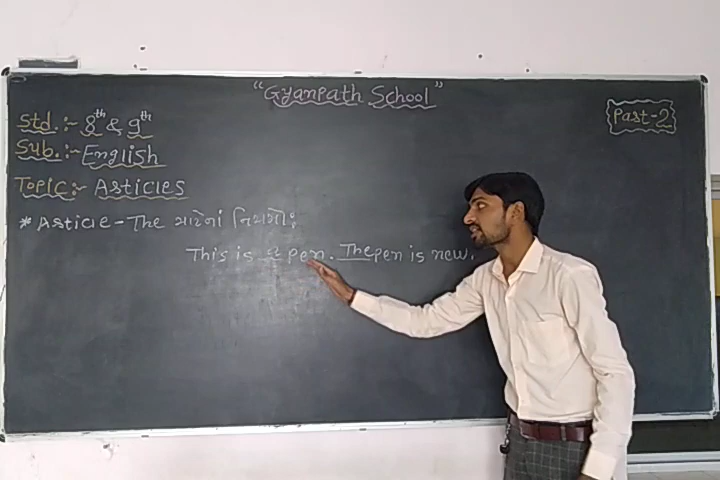 "Gyanpath School"
Part-2
Std. :- 8th & 9th
Sub. :- English
Topic :- Articles
* Article - The માટેનાં નિયમો:
This is a pen. The pen is new.